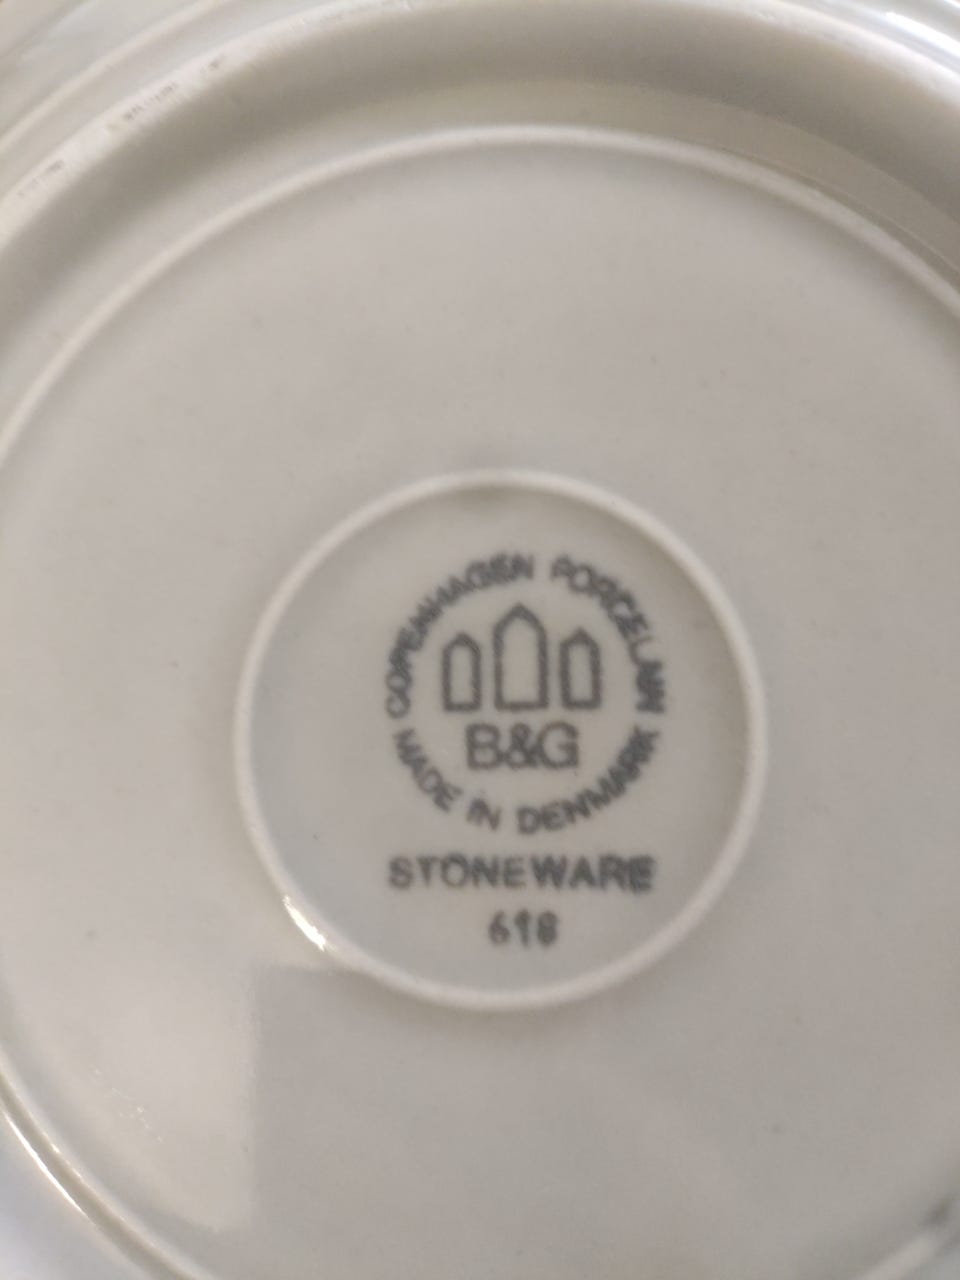 COPENHAGEN PORCELAIN
B&G
MADE IN DENMARK
STONEWARE
618